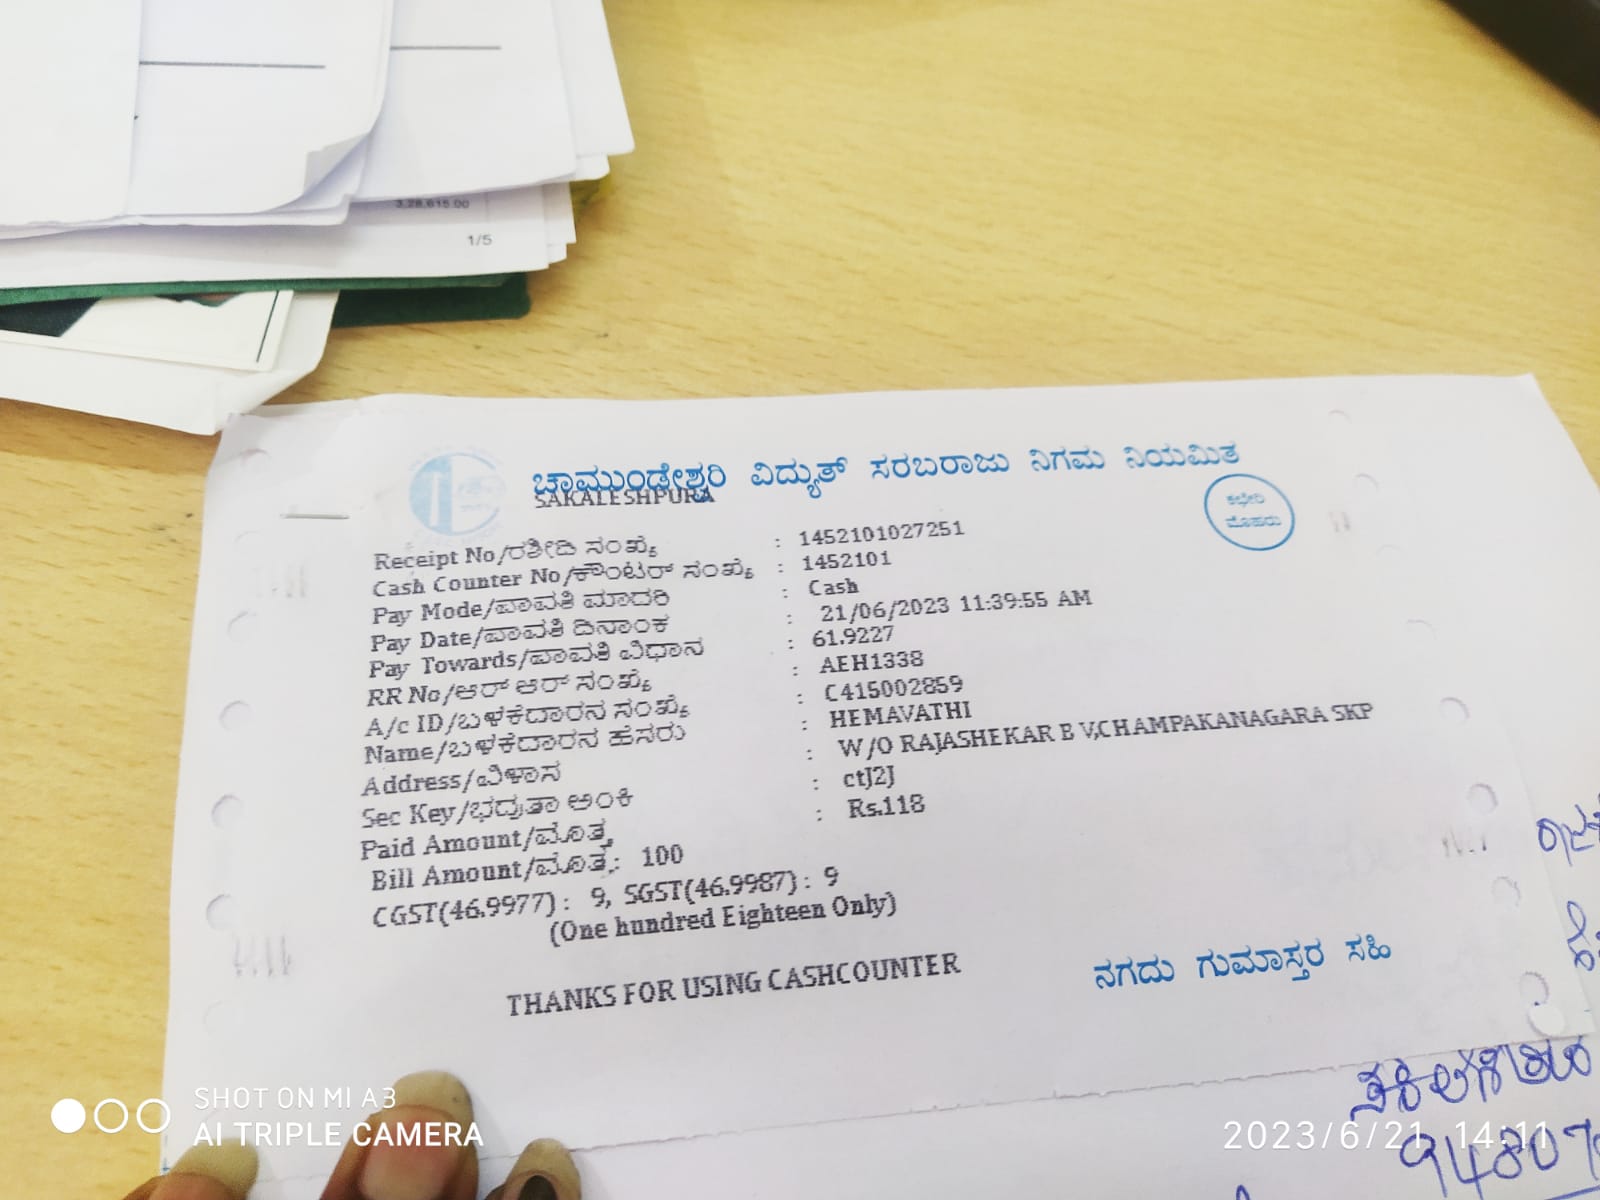 3,28,615.00
1/5
ಚಾಮುಂಡೇಶ್ವರಿ ವಿದ್ಯುತ್ ಸರಬರಾಜು ನಿಗಮ ನಿಯಮಿತ
SAKALESHPURA
ಕಛೇರಿ
ಮೊಹರು
Receipt No/ರಶೀದಿ ಸಂಖ್ಯೆ : 1452101027251
Cash Counter No/ಕೌಂಟರ್ ಸಂಖ್ಯೆ : 1452101
Pay Mode/ಪಾವತಿ ಮಾದರಿ : Cash
Pay Date/ಪಾವತಿ ದಿನಾಂಕ : 21/06/2023 11:39:55 AM
Pay Towards/ಪಾವತಿ ವಿಧಾನ : 61.9227
RR No/ಆರ್ ಆರ್ ಸಂಖ್ಯೆ : AEH1338
A/c ID/ಬಳಕೆದಾರನ ಸಂಖ್ಯೆ : C415002859
Name/ಬಳಕೆದಾರನ ಹೆಸರು : HEMAVATHI
Address/ವಿಳಾಸ : W/O RAJASHEKAR B V,CHAMPAKANAGARA SKP
Sec Key/ಭದ್ರತಾ ಅಂಕಿ : ctJ2J
Paid Amount/ಮೊತ್ತ : Rs.118
Bill Amount/ಮೊತ್ತ: 100
CGST(46.9977) : 9, SGST(46.9987) : 9
(One hundred Eighteen Only)
THANKS FOR USING CASHCOUNTER
ನಗದು ಗುಮಾಸ್ತರ ಸಹಿ
94807
SHOT ON MI A3
AI TRIPLE CAMERA
2023/6/21 14:11